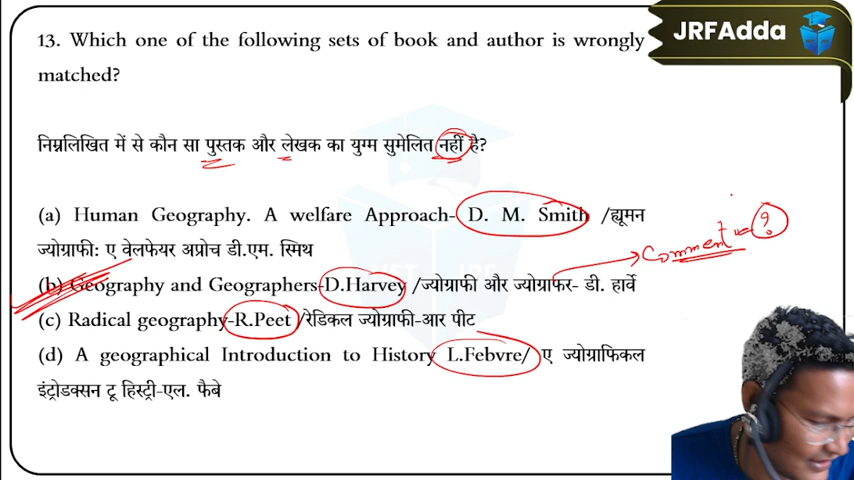 JRFAdda
13. Which one of the following sets of book and author is wrongly
matched?
निम्नलिखित में से कौन सा पुस्तक और लेखक का युग्म सुमेलित नहीं है?
(a) Human Geography. A welfare Approach- D. M. Smith /ह्यूमन
ज्योग्राफी: ए वेलफेयर अप्रोच डी.एम. स्मिथ
Comment ?
(b) Geography and Geographers-D.Harvey /ज्योग्राफी और ज्योग्राफर- डी. हार्वे
(c) Radical geography-R.Peet /रेडिकल ज्योग्राफी-आर पीट
(d) A geographical Introduction to History L.Febvre/ ए ज्योग्राफिकल
इंट्रोडक्सन टू हिस्ट्री-एल. फैबे